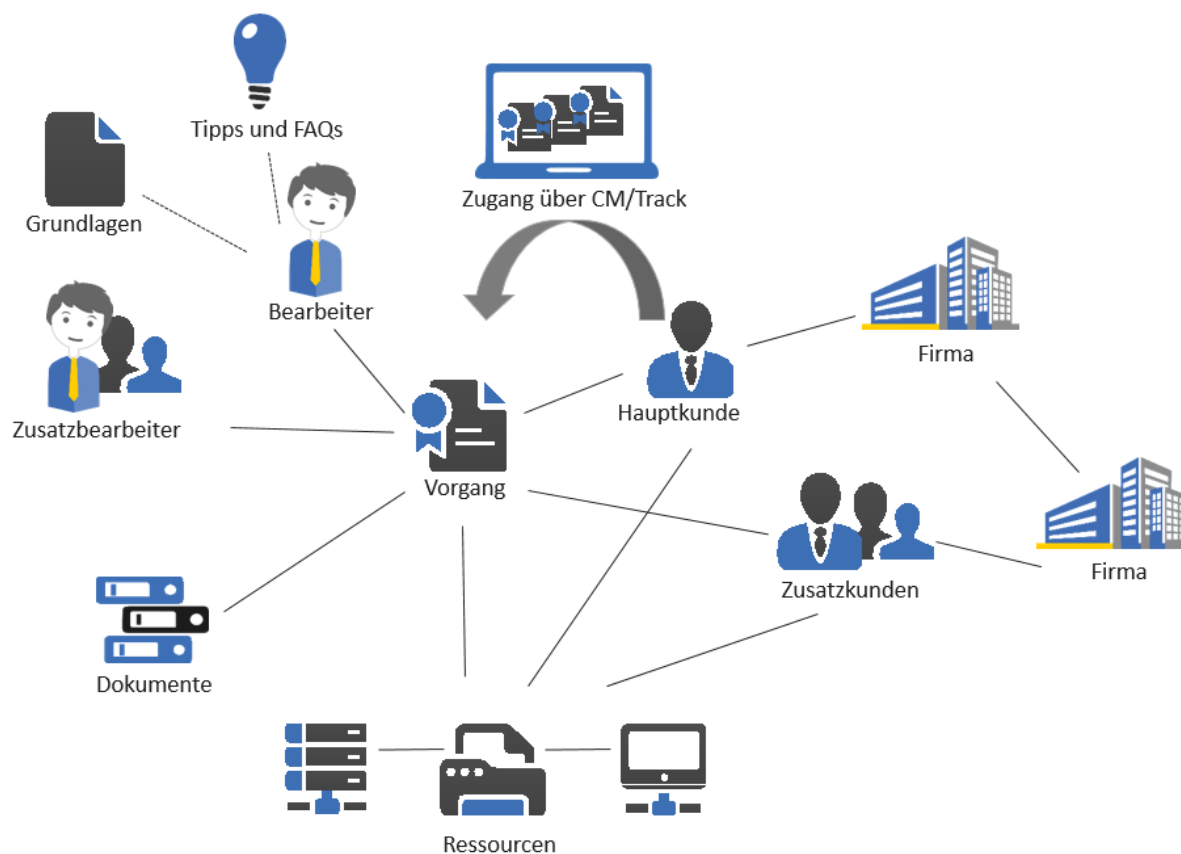 Tipps und FAQs
Zugang über CM/Track
Grundlagen
Bearbeiter
Firma
Hauptkunde
Zusatzbearbeiter
Vorgang
Firma
Zusatzkunden
Dokumente
Ressourcen